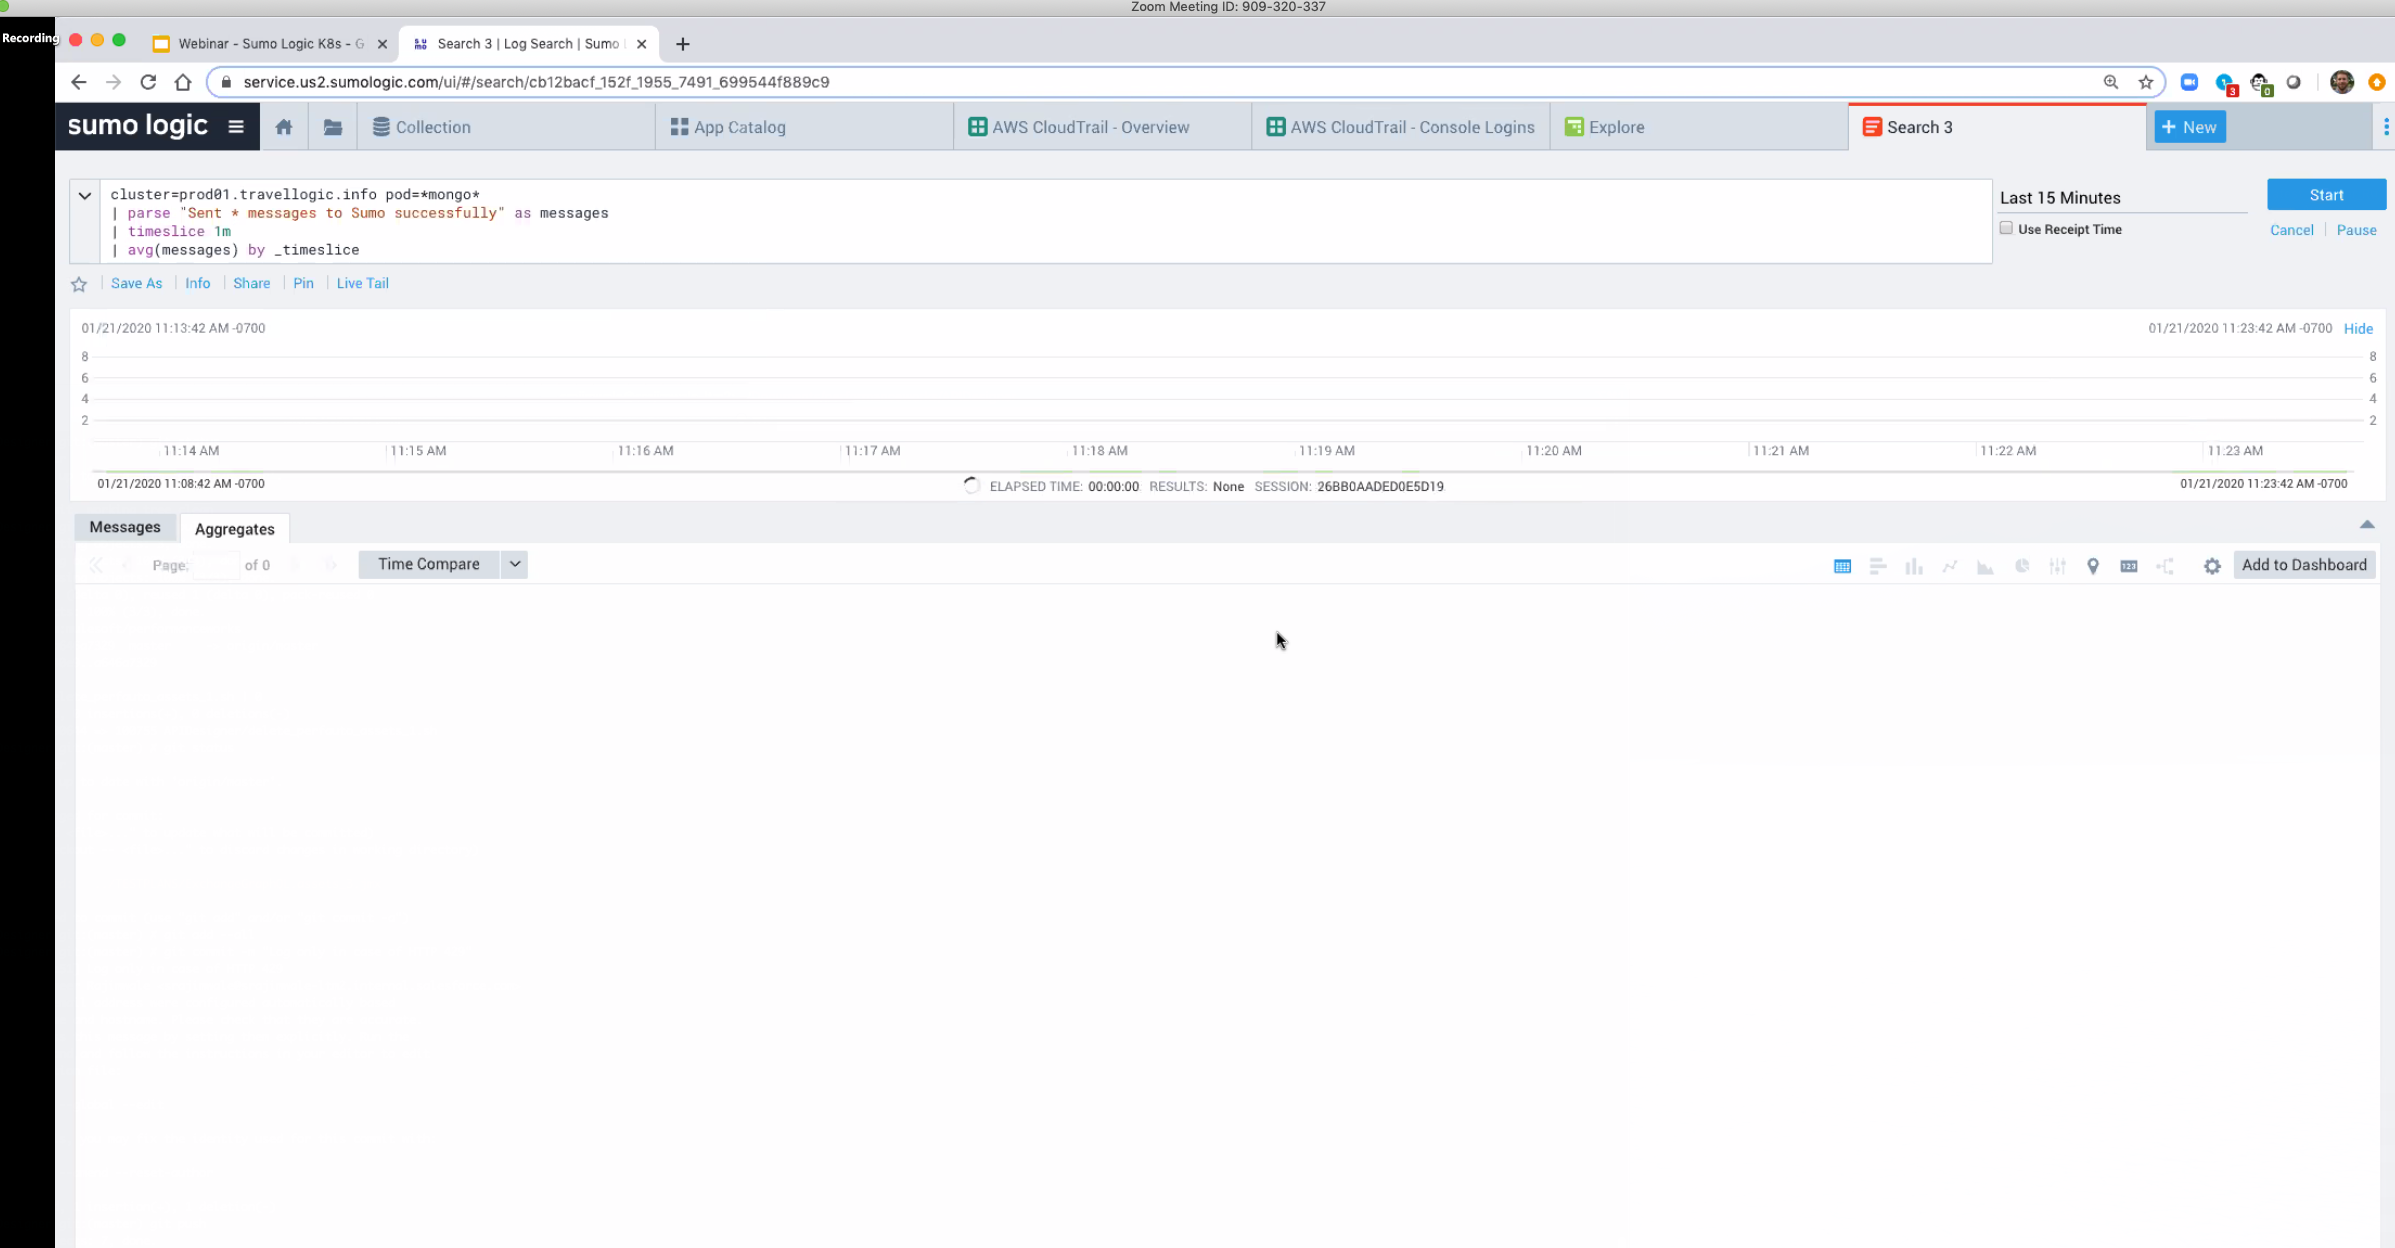 Zoom Meeting ID: 909-320-337
Recording
Webinar - Sumo Logic K8s - G
Search 3 | Log Search | Sumo
service.us2.sumologic.com/ui/#/search/cb12bacf_152f_1955_7491_699544f889c9
3
0
sumo logic
Collection
App Catalog
AWS CloudTrail - Overview
AWS CloudTrail - Console Logins
Explore
Search 3
+ New
cluster=prod01.travellogic.info pod=*mongo*
| parse "Sent * messages to Sumo successfully" as messages
| timeslice 1m
| avg(messages) by _timeslice
Last 15 Minutes
Start
Use Receipt Time
Cancel
Pause
Save As
Info
Share
Pin
Live Tail
01/21/2020 11:13:42 AM -0700
01/21/2020 11:23:42 AM -0700
Hide
8
8
6
6
4
4
2
2
11:14 AM
11:15 AM
11:16 AM
11:17 AM
11:18 AM
11:19 AM
11:20 AM
11:21 AM
11:22 AM
11:23 AM
01/21/2020 11:08:42 AM -0700
ELAPSED TIME: 00:00:00 RESULTS: None SESSION: 26BB0AADED0E5D19
01/21/2020 11:23:42 AM -0700
Messages
Aggregates
Page:
of 0
Time Compare
123
Add to Dashboard